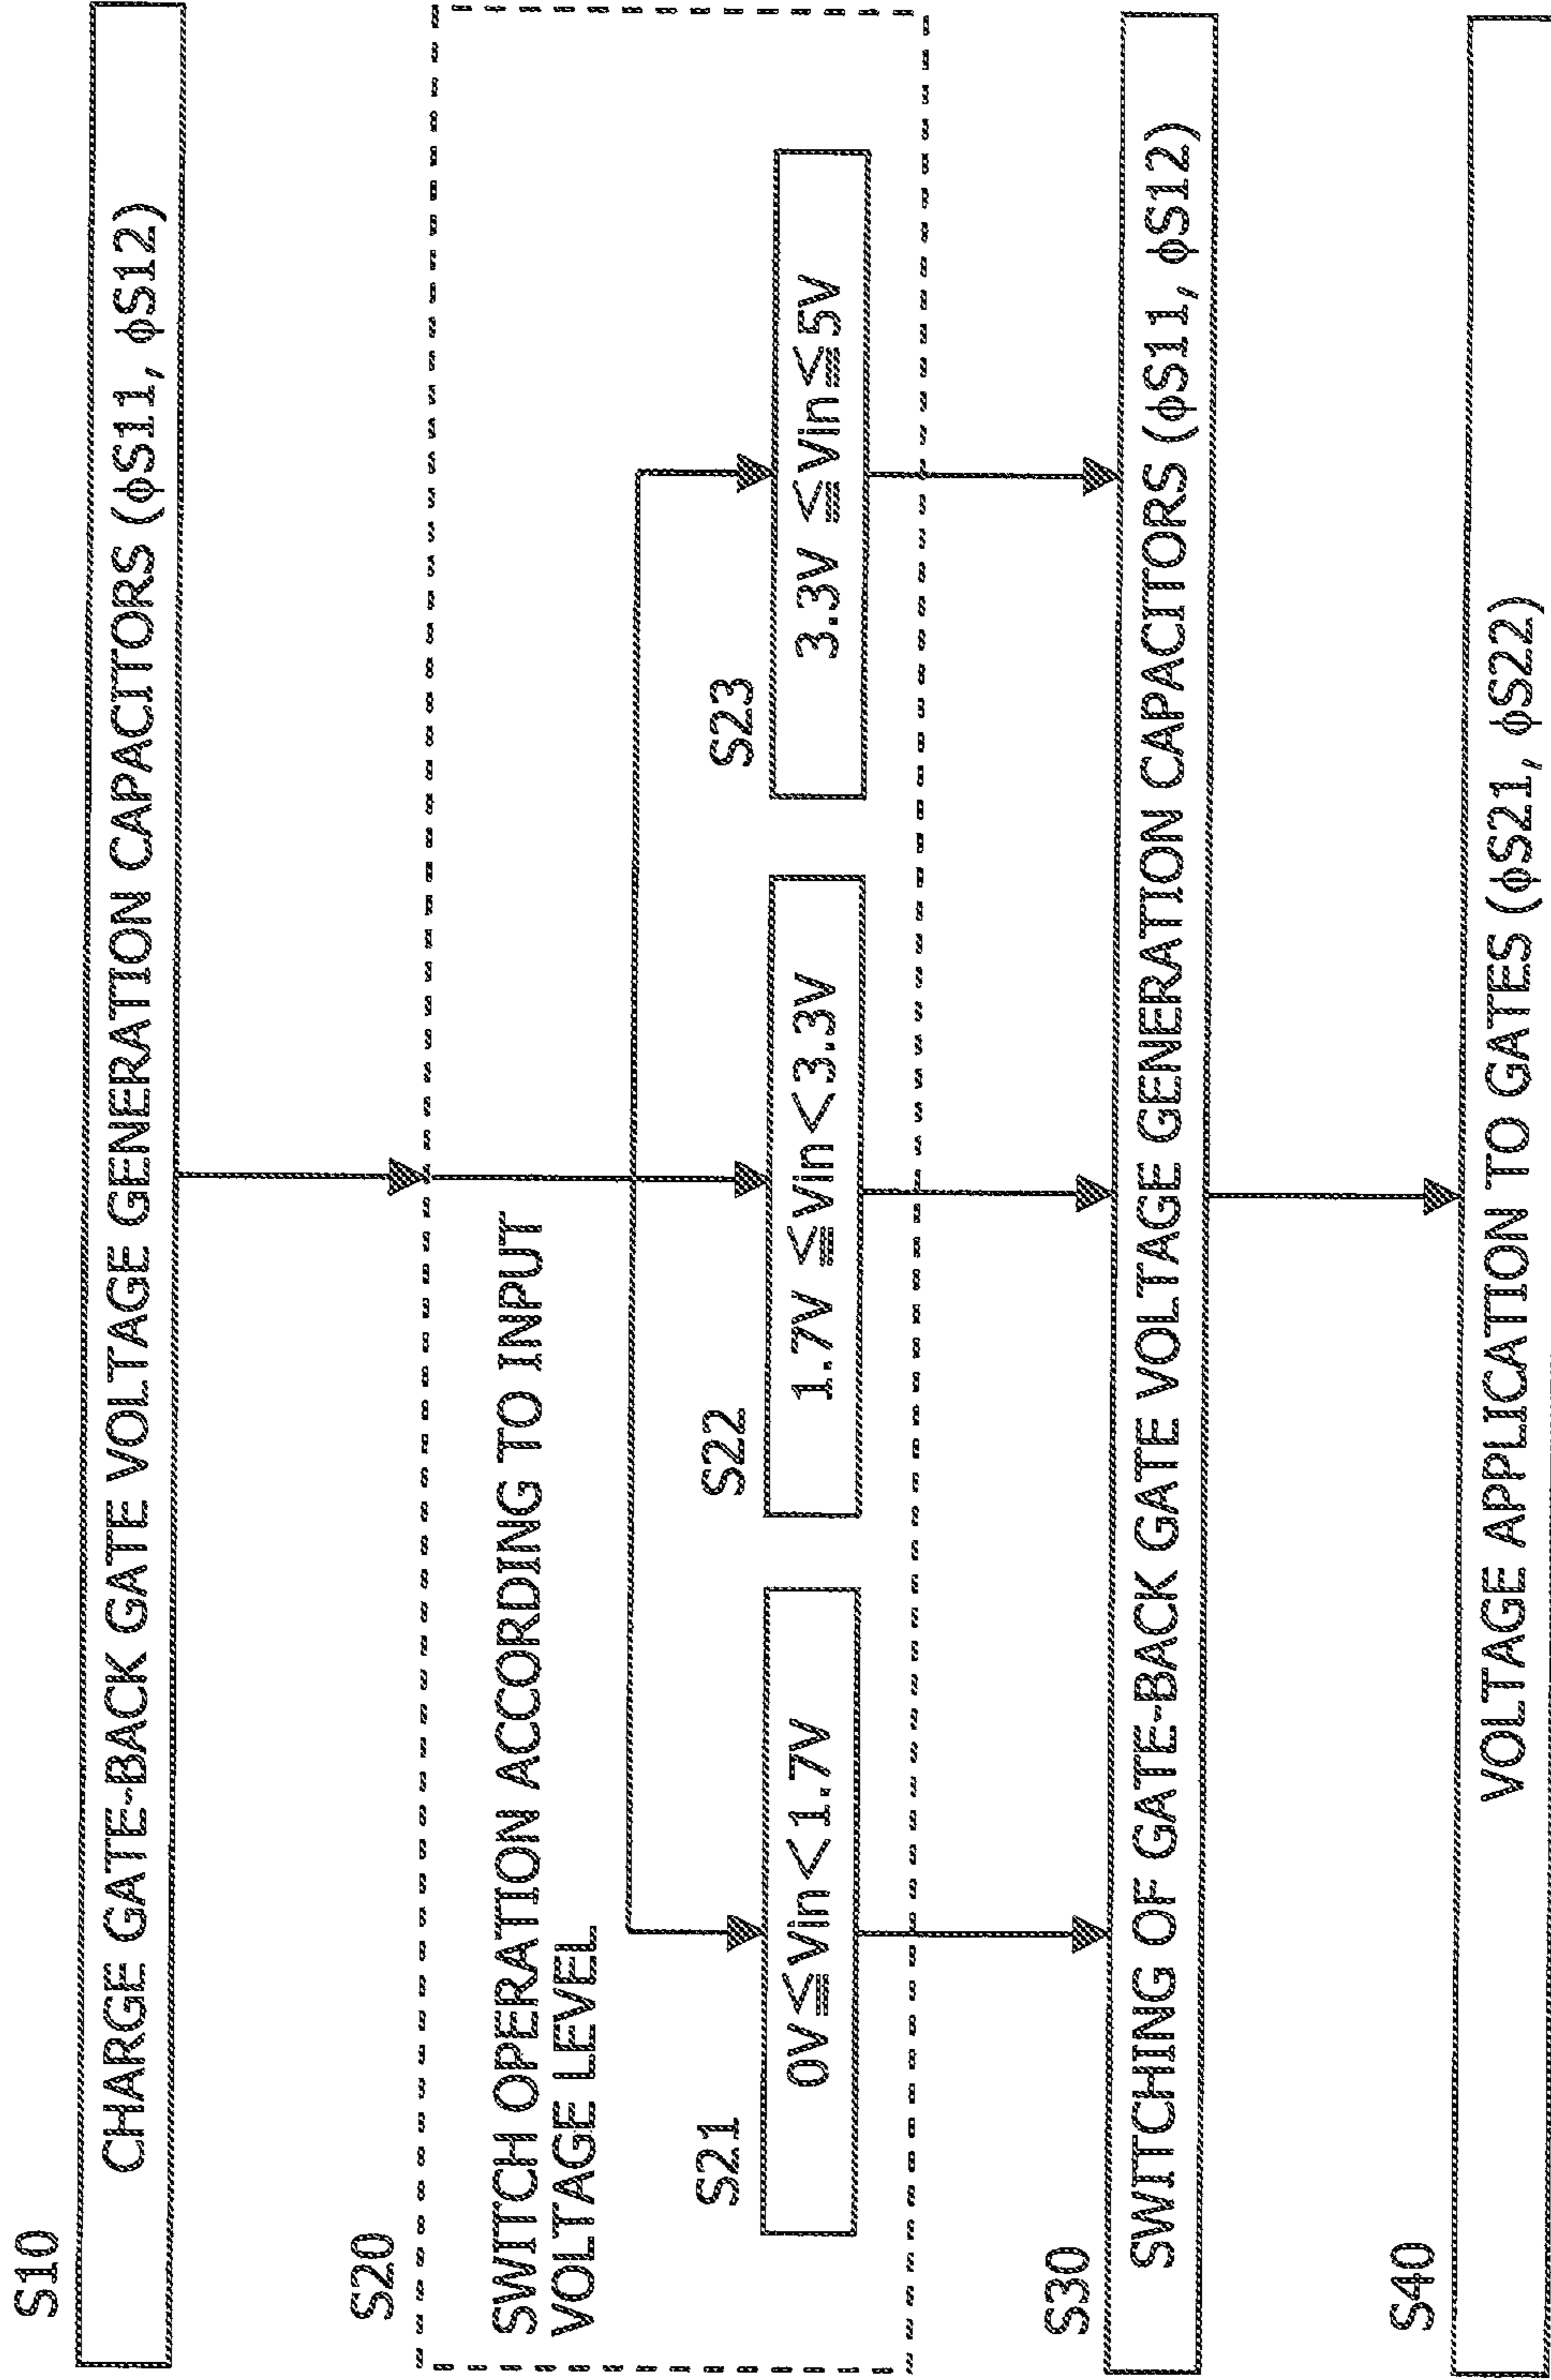 S10
CHARGE GATE-BACK GATE VOLTAGE GENERATION CAPACITORS (ϕS11, ϕS12)
S20
SWITCH OPERATION ACCORDING TO INPUT
VOLTAGE LEVEL
S21
0V≦Vin<1.7V
S22
1.7V ≦Vin<3.3V
S23
3.3V ≦Vin≦5V
S30
SWITCHING OF GATE-BACK GATE VOLTAGE GENERATION CAPACITORS (ϕS11, ϕS12)
S40
VOLTAGE APPLICATION TO GATES (ϕS21, ϕS22)